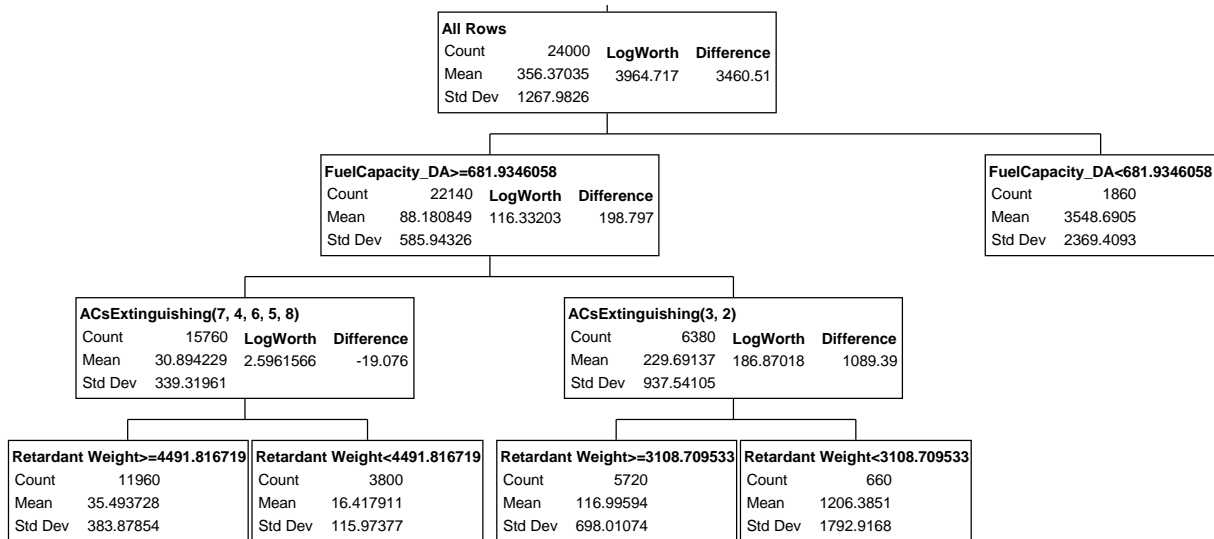 All Rows
Count 24000 LogWorth Difference
Mean 356.37035 3964.717 3460.51
Std Dev 1267.9826
FuelCapacity_DA>=681.9346058
Count 22140 LogWorth Difference
Mean 88.180849 116.33203 198.797
Std Dev 585.94326
FuelCapacity_DA<681.9346058
Count 1860
Mean 3548.6905
Std Dev 2369.4093
ACsExtinguishing(7, 4, 6, 5, 8)
Count 15760 LogWorth Difference
Mean 30.894229 2.5961566 -19.076
Std Dev 339.31961
ACsExtinguishing(3, 2)
Count 6380 LogWorth Difference
Mean 229.69137 186.87018 1089.39
Std Dev 937.54105
Retardant Weight>=4491.816719
Count 11960
Mean 35.493728
Std Dev 383.87854
Retardant Weight<4491.816719
Count 3800
Mean 16.417911
Std Dev 115.97377
Retardant Weight>=3108.709533
Count 5720
Mean 116.99594
Std Dev 698.01074
Retardant Weight<3108.709533
Count 660
Mean 1206.3851
Std Dev 1792.9168